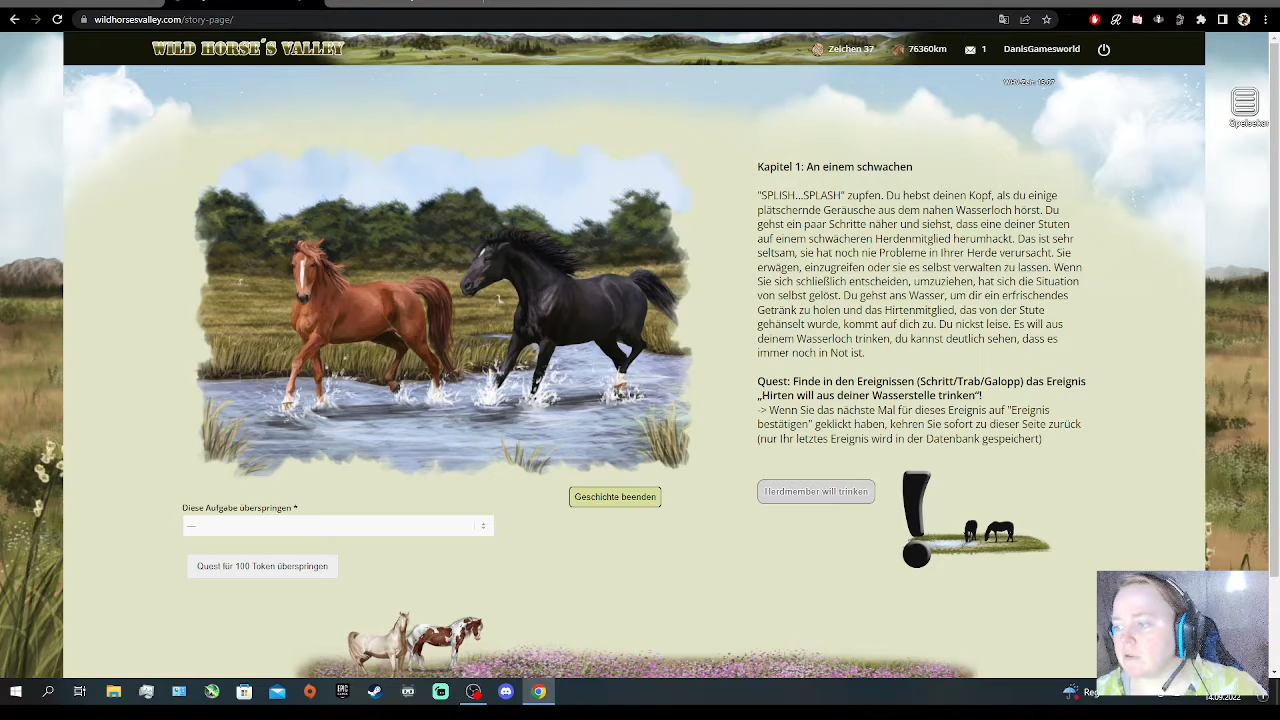 wildhorsesvalley.com/story-page/
WILD HORSE´S VALLEY
Zeichen 37
76360km
1
DanisGamesworld
Kapitel 1: An einem schwachen
"SPLISH...SPLASH" zupfen. Du hebst deinen Kopf, als du einige
plätschernde Geräusche aus dem nahen Wasserloch hörst. Du
gehst ein paar Schritte näher und siehst, dass eine deiner Stuten
auf einem schwächeren Herdenmitglied herumhackt. Das ist sehr
seltsam, sie hat noch nie Probleme in Ihrer Herde verursacht. Sie
erwägen, einzugreifen oder sie es selbst verwalten zu lassen. Wenn
Sie sich schließlich entscheiden, umzuziehen, hat sich die Situation
von selbst gelöst. Du gehst ans Wasser, um dir ein erfrischendes
Getränk zu holen und das Hirtenmitglied, das von der Stute
gehänselt wurde, kommt auf dich zu. Du nickst leise. Es will aus
deinem Wasserloch trinken, du kannst deutlich sehen, dass es
immer noch in Not ist.
Quest: Finde in den Ereignissen (Schritt/Trab/Galopp) das Ereignis
„Hirten will aus deiner Wasserstelle trinken“!
-> Wenn Sie das nächste Mal für dieses Ereignis auf "Ereignis
bestätigen" geklickt haben, kehren Sie sofort zu dieser Seite zurück
(nur Ihr letztes Ereignis wird in der Datenbank gespeichert)
Herdmember will trinken
Geschichte beenden
Diese Aufgabe überspringen *
—
Quest für 100 Token überspringen
EPIC
GAMES
14.09.2022